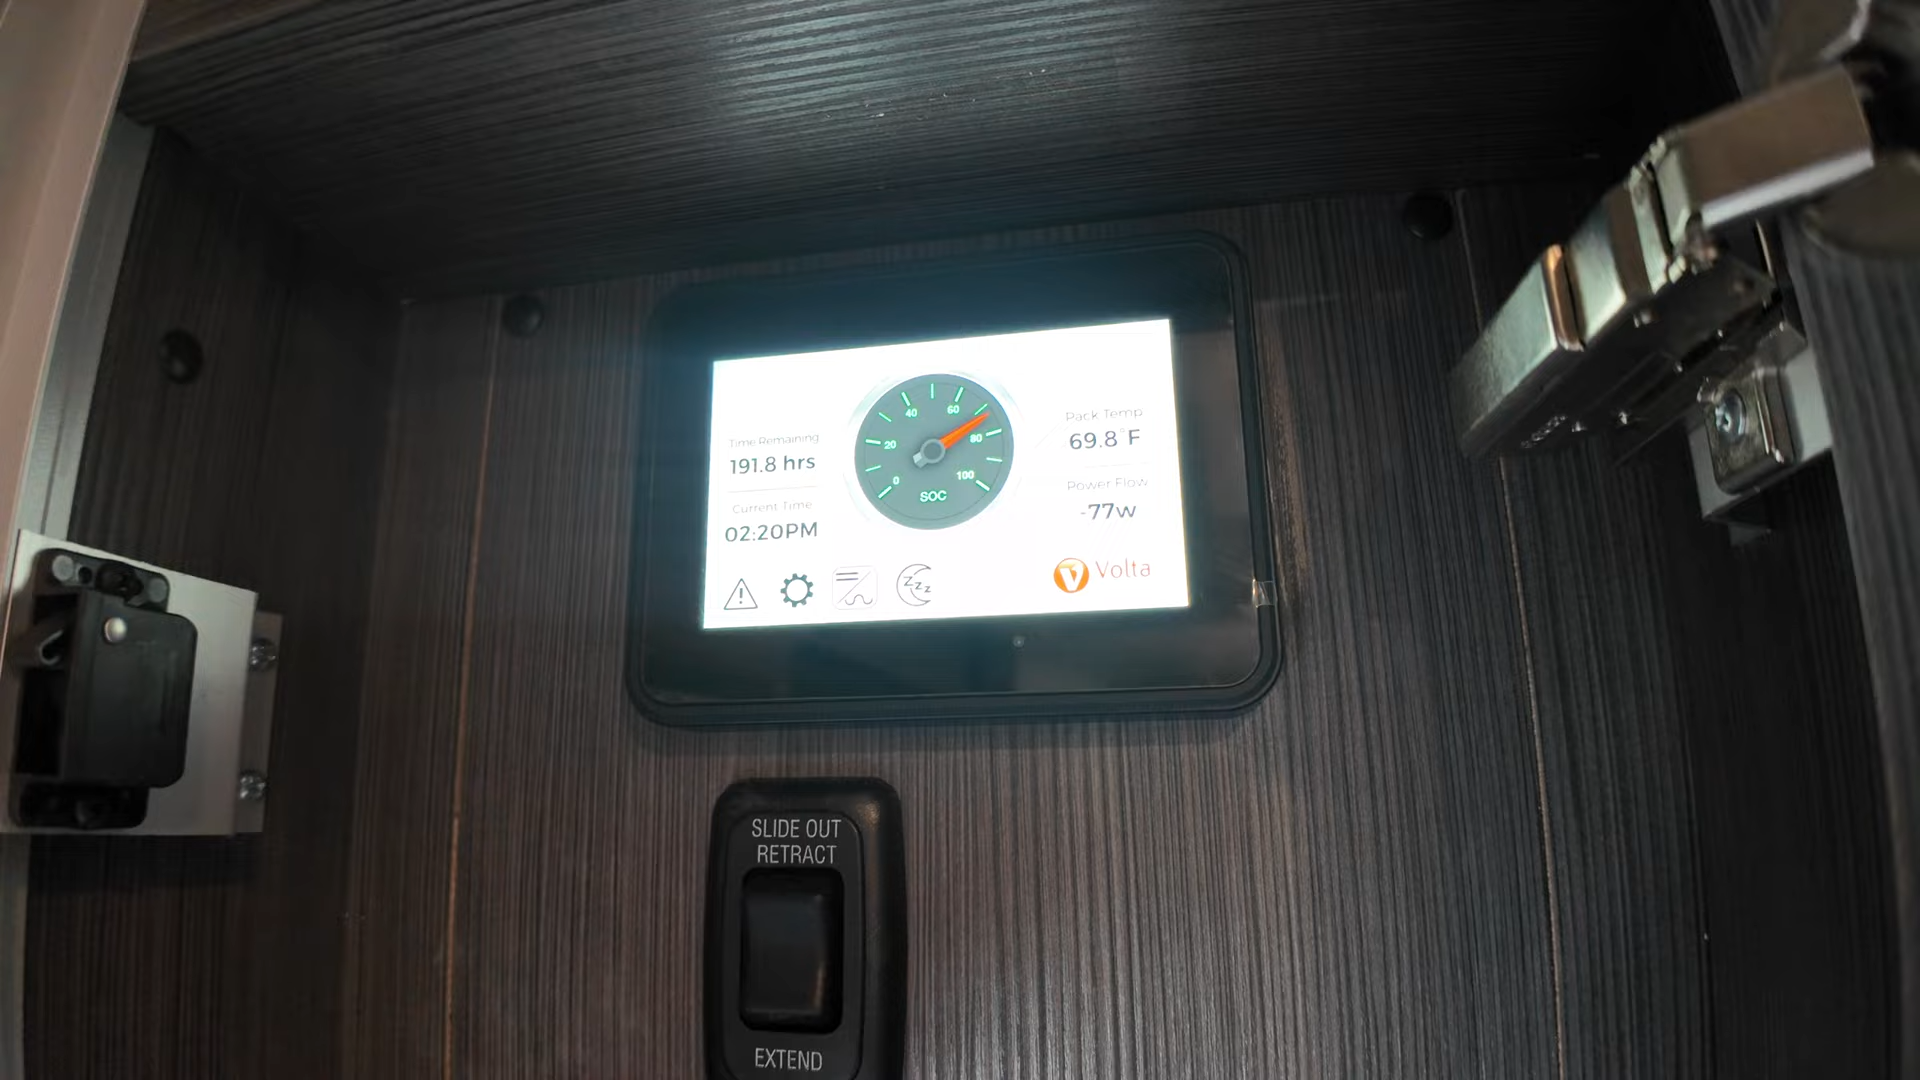 Time Remaining
191.8 hrs
Current Time
02:20PM
0
20
40
60
80
100
SOC
Pack Temp
69.8°F
Power Flow
-77w
zzz
Volta
SLIDE OUT
RETRACT
EXTEND